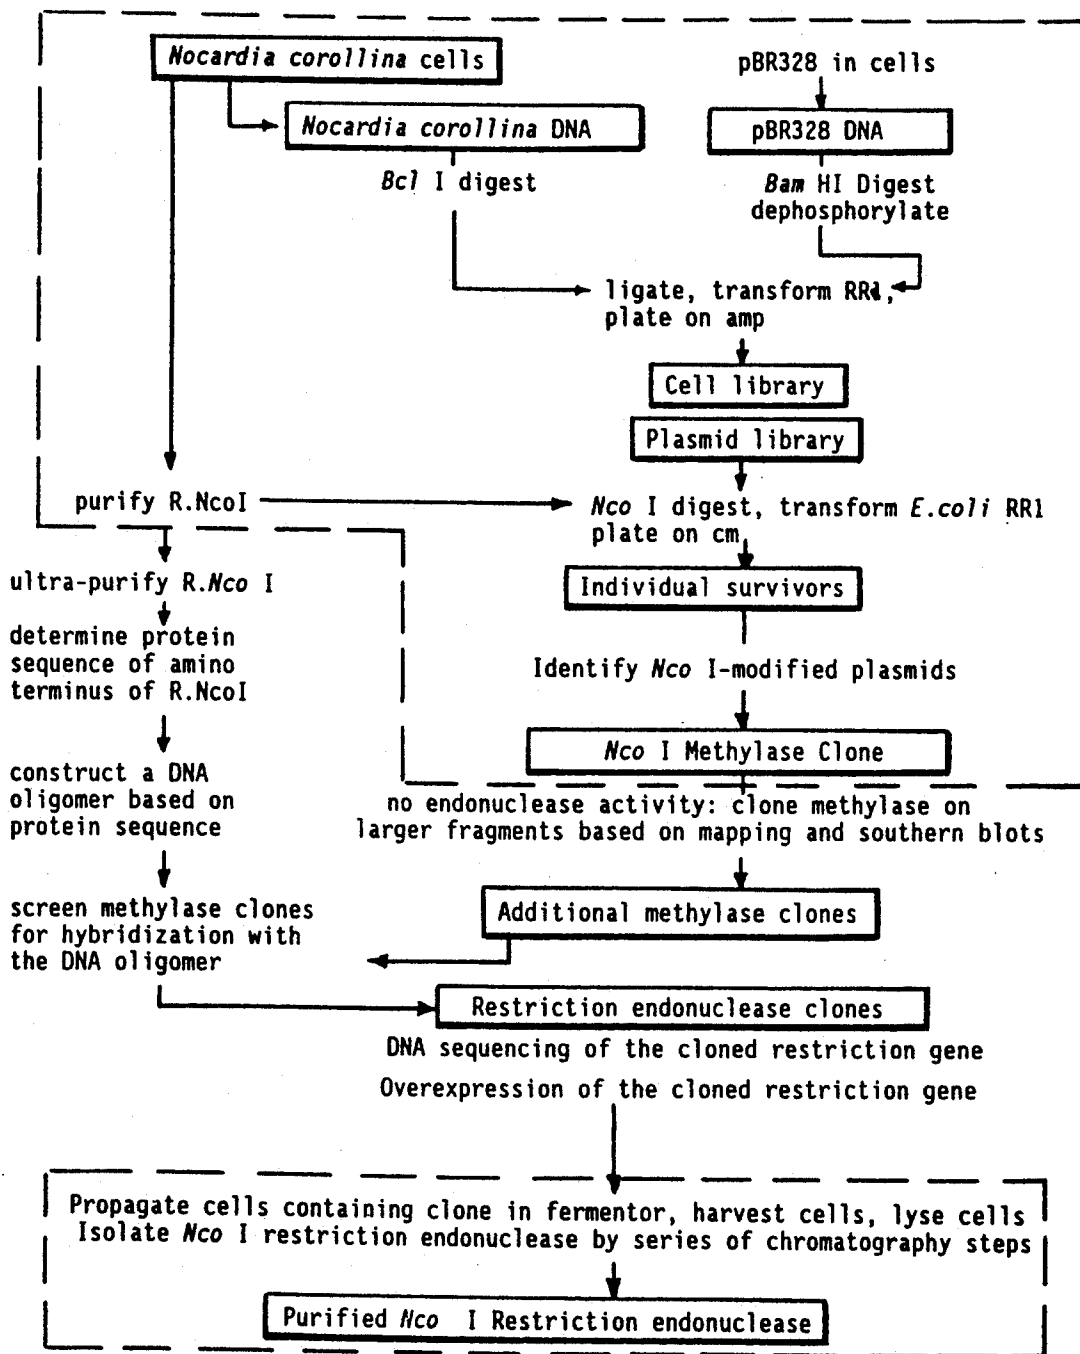 Nocardia corollina cells
pBR328 in cells
Nocardia corollina DNA
pBR328 DNA
Bcl I digest
Bam HI Digest
dephosphorylate
ligate, transform RR1,
plate on amp
Cell library
Plasmid library
purify R.NcoI
Nco I digest, transform E.coli RR1
plate on cm
ultra-purify R.Nco I
Individual survivors
determine protein
sequence of amino
terminus of R.NcoI
Identify Nco I-modified plasmids
Nco I Methylase Clone
construct a DNA
oligomer based on
protein sequence
no endonuclease activity: clone methylase on
larger fragments based on mapping and southern blots
screen methylase clones
for hybridization with
the DNA oligomer
Additional methylase clones
Restriction endonuclease clones
DNA sequencing of the cloned restriction gene
Overexpression of the cloned restriction gene
Propagate cells containing clone in fermentor, harvest cells, lyse cells
Isolate Nco I restriction endonuclease by series of chromatography steps
Purified Nco I Restriction endonuclease